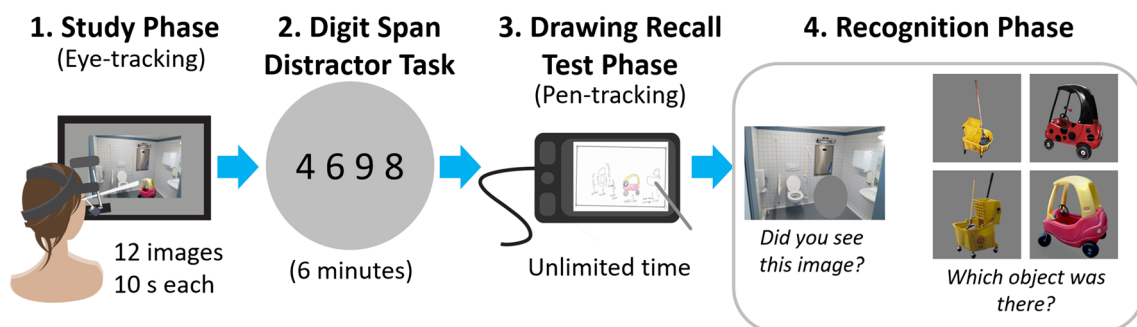 1. Study Phase
(Eye-tracking)
12 images
10 s each
2. Digit Span
Distractor Task
4 6 9 8
(6 minutes)
3. Drawing Recall
Test Phase
(Pen-tracking)
Unlimited time
4. Recognition Phase
Did you see
this image?
Which object was
there?